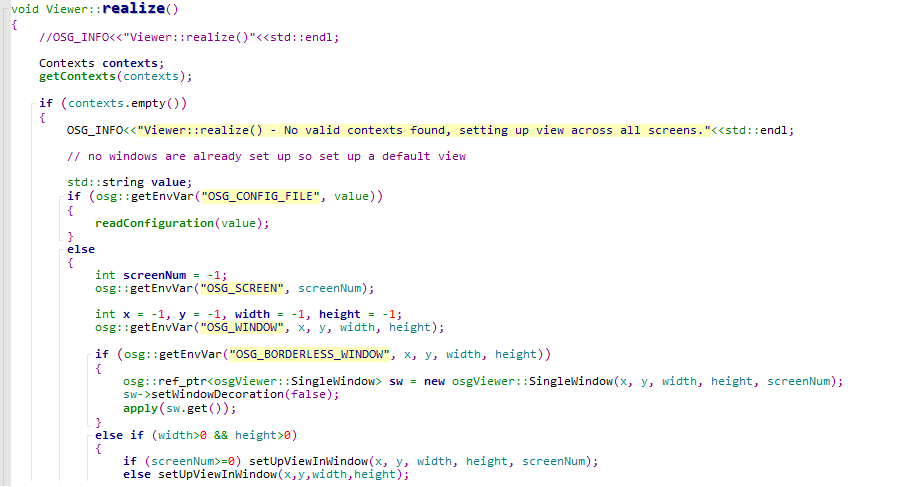 void Viewer::realize()
{
    //OSG_INFO<<"Viewer::realize()"<<std::endl;

    Contexts contexts;
    getContexts(contexts);

    if (contexts.empty())
    {
        OSG_INFO<<"Viewer::realize() - No valid contexts found, setting up view across all screens."<<std::endl;

        // no windows are already set up so set up a default view

        std::string value;
        if (osg::getEnvVar("OSG_CONFIG_FILE", value))
        {
            readConfiguration(value);
        }
        else
        {
            int screenNum = -1;
            osg::getEnvVar("OSG_SCREEN", screenNum);

            int x = -1, y = -1, width = -1, height = -1;
            osg::getEnvVar("OSG_WINDOW", x, y, width, height);

            if (osg::getEnvVar("OSG_BORDERLESS_WINDOW", x, y, width, height))
            {
                osg::ref_ptr<osgViewer::SingleWindow> sw = new osgViewer::SingleWindow(x, y, width, height, screenNum);
                sw->setWindowDecoration(false);
                apply(sw.get());
            }
            else if (width>0 && height>0)
            {
                if (screenNum>=0) setUpViewInWindow(x, y, width, height, screenNum);
                else setUpViewInWindow(x,y,width,height);